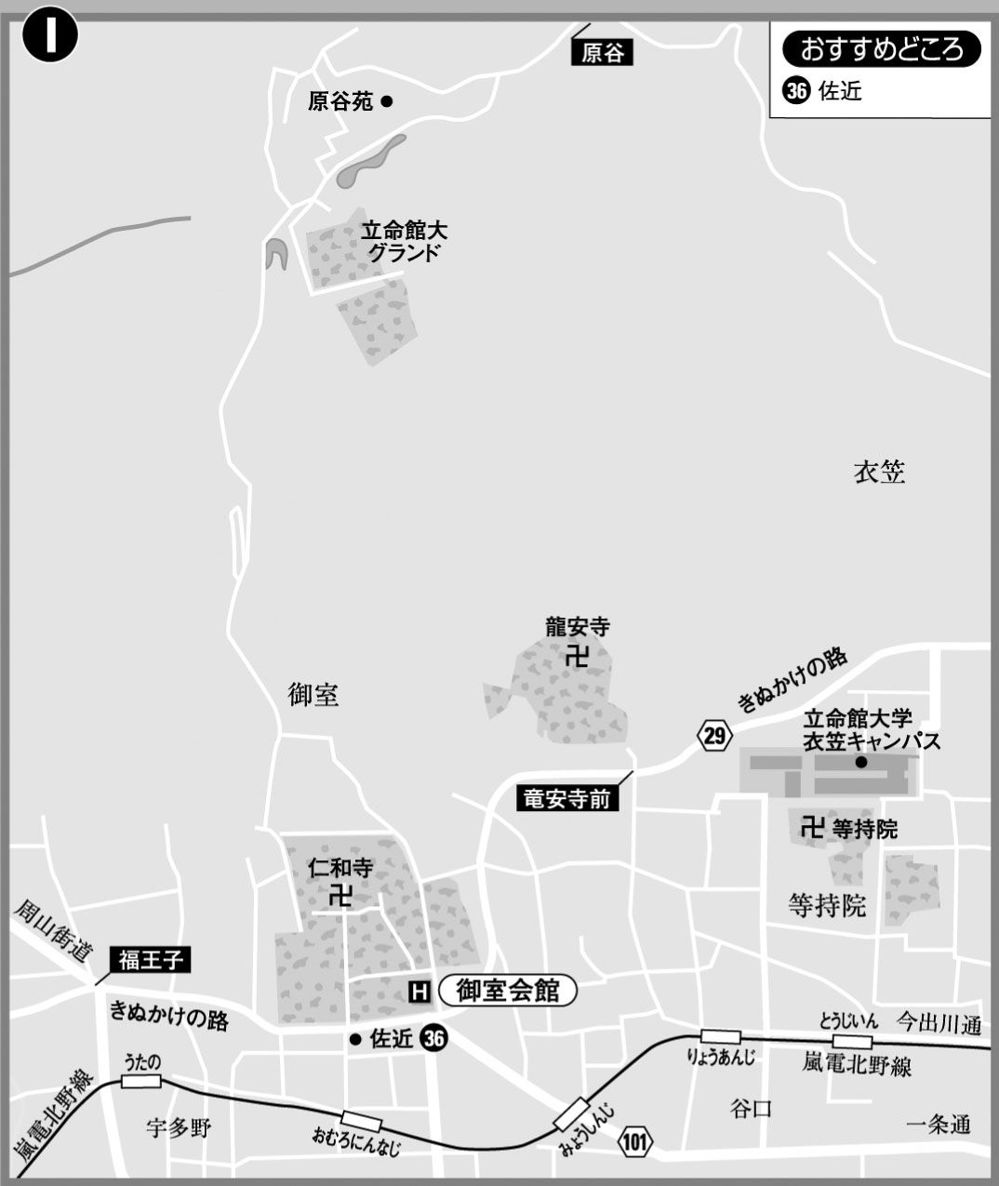 I
原谷
おすすめどころ
36 佐近
原谷苑
立命館大
グランド
衣笠
龍安寺
きぬかけの路
御室
29
立命館大学
衣笠キャンパス
竜安寺前
等持院
仁和寺
等持院
周山街道
福王子
H 御室会館
きぬかけの路
佐近 36
とうじいん
今出川通
りょうあんじ
嵐電北野線
うたの
嵐電北野線
宇多野
おむろにんなじ
みょうしんじ
谷口
101
一条通